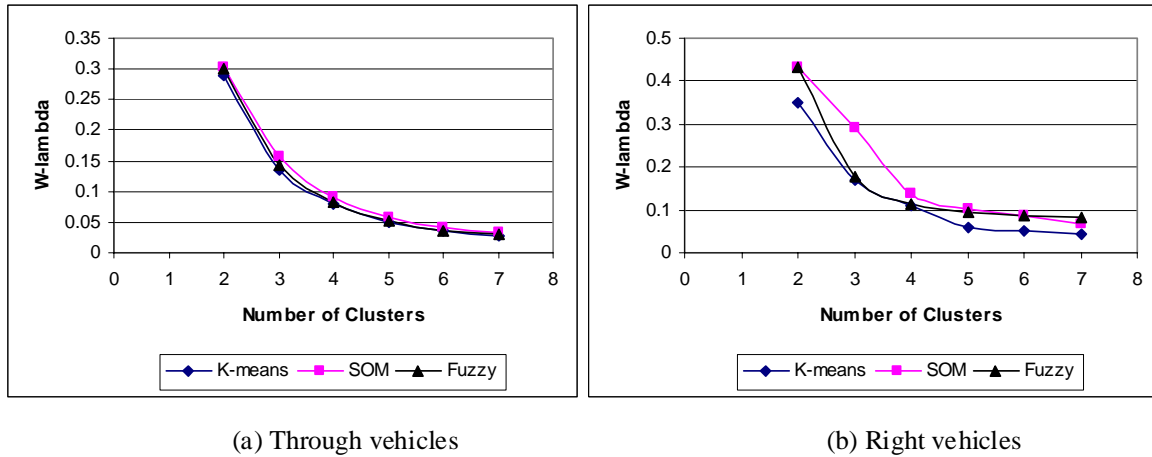 0.35
0.3
0.25
0.2
0.15
0.1
0.05
0
W-lambda
0 1 2 3 4 5 6 7 8
Number of Clusters
K-means SOM Fuzzy
(a) Through vehicles
0.5
0.4
0.3
0.2
0.1
0
W-lambda
0 1 2 3 4 5 6 7 8
Number of Clusters
K-means SOM Fuzzy
(b) Right vehicles